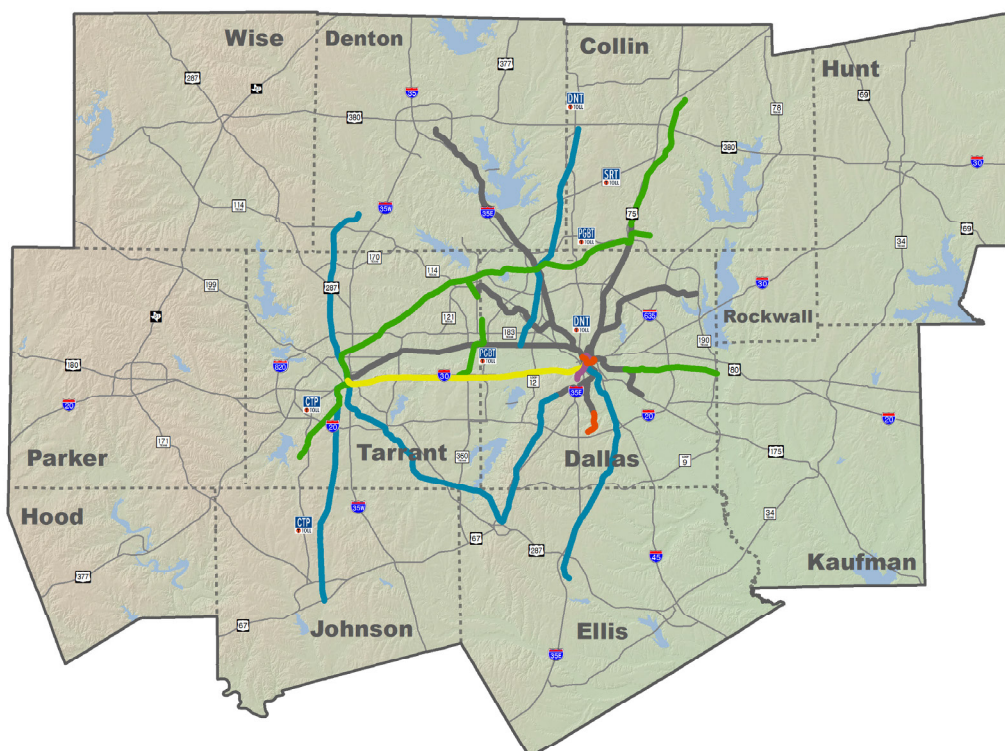 Wise
Denton
Collin
Hunt
377
287
35
DNT
TOLL
69
78
380
380
SRT
TOLL
30
114
35W
35E
75
69
PGBT
TOLL
34
170
114
199
287
30
121
183
DNT
TOLL
635
Rockwall
190
180
820
PGBT
TOLL
30
12
80
20
CTP
TOLL
35E
20
20
171
Parker
Tarrant
360
Dallas
9
175
Hood
CTP
TOLL
35W
34
67
287
45
Kaufman
377
67
Johnson
Ellis
35E